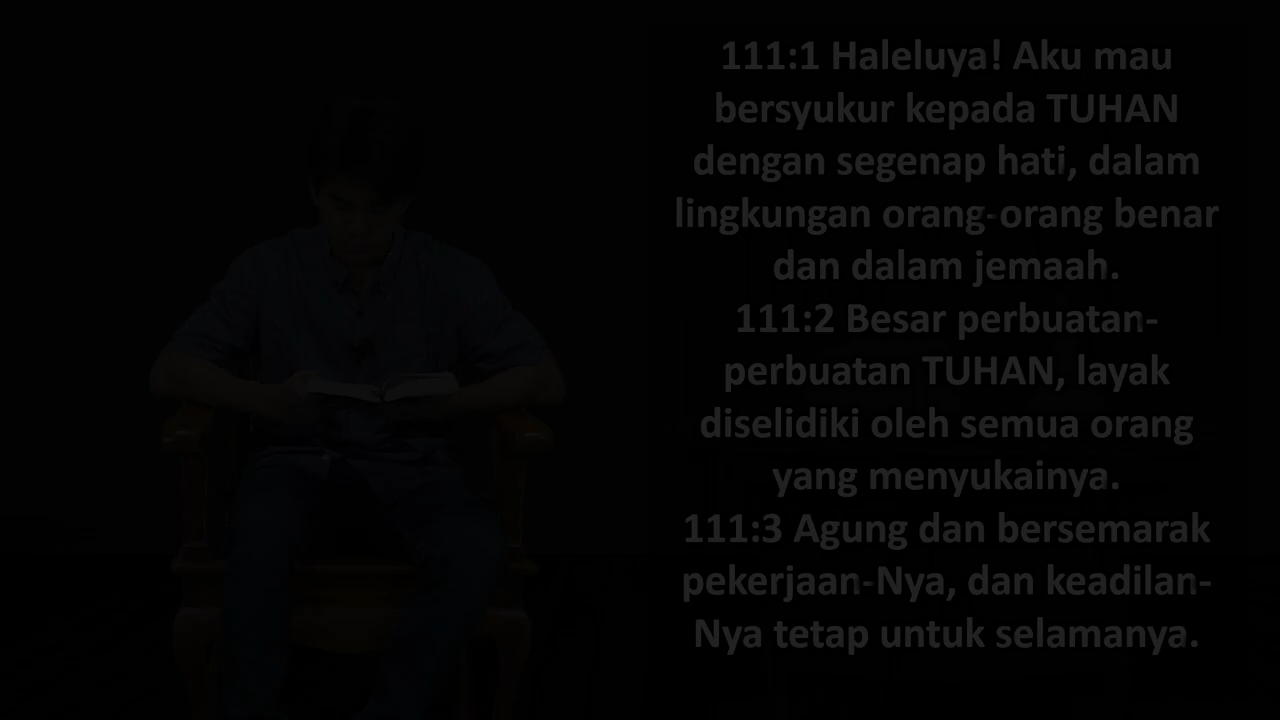 111:1 Haleluya! Aku mau
bersyukur kepada TUHAN
dengan segenap hati, dalam
lingkungan orang-orang benar
dan dalam jemaah.
111:2 Besar perbuatan-
perbuatan TUHAN, layak
diselidiki oleh semua orang
yang menyukainya.
111:3 Agung dan bersemarak
pekerjaan-Nya, dan keadilan-
Nya tetap untuk selamanya.